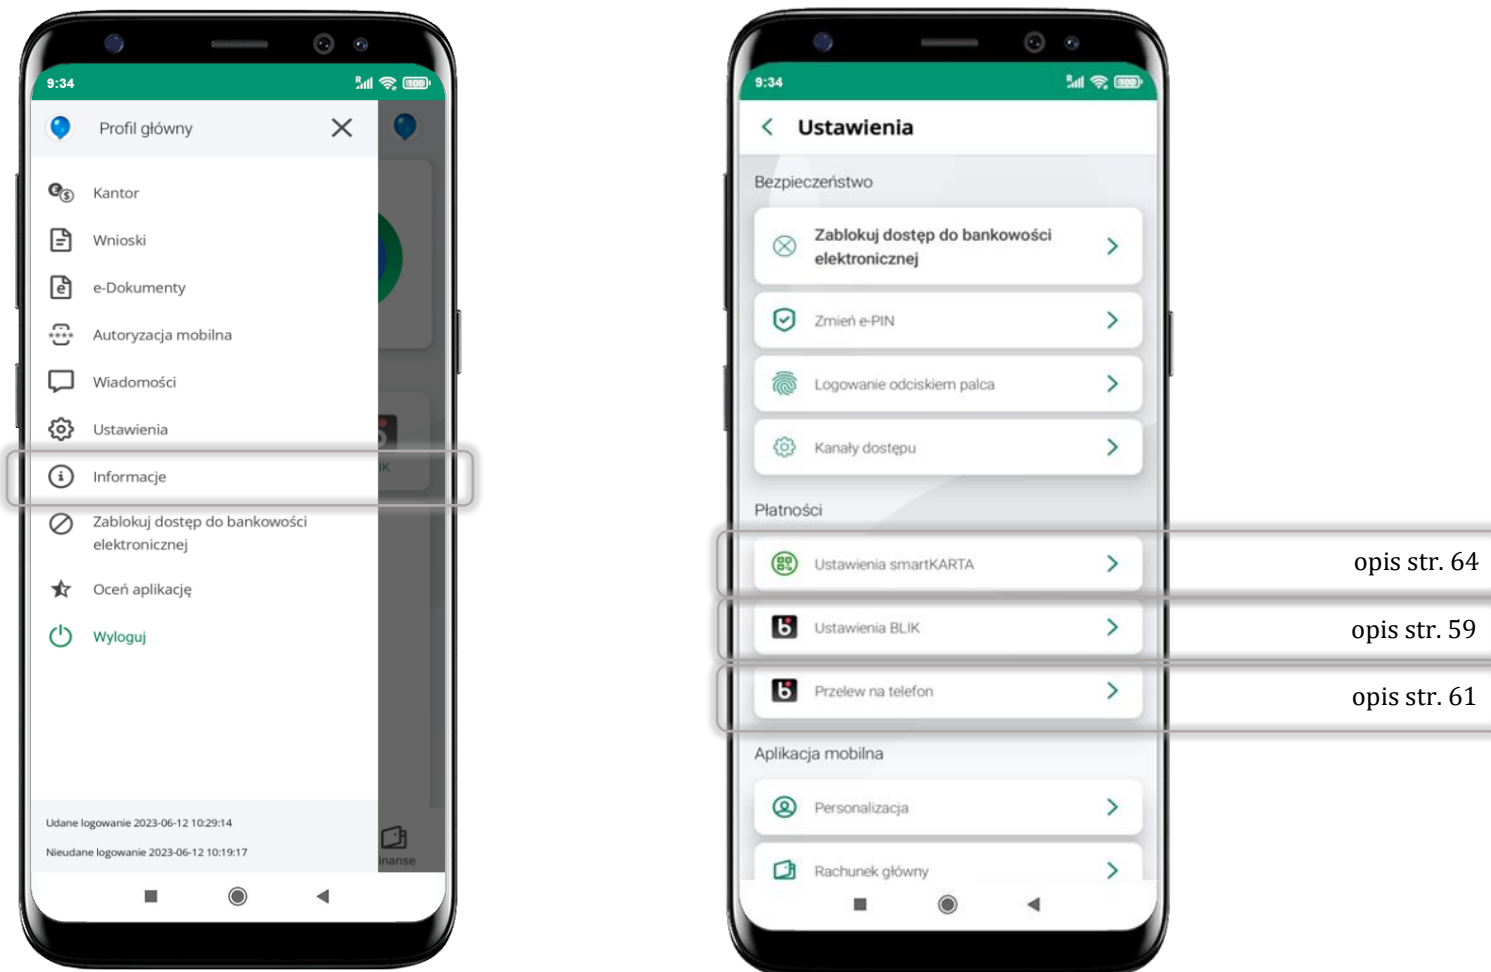 9:34
Profil główny
Kantor
Wnioski
e-Dokumenty
Autoryzacja mobilna
Wiadomości
Ustawienia
IK
Informacje
Zablokuj dostęp do bankowości
elektronicznej
Oceń aplikację
Wyloguj
Udane logowanie 2023-06-12 10:29:14
Nieudane logowanie 2023-06-12 10:19:17
inanse
9:34
Ustawienia
Bezpieczeństwo
Zablokuj dostęp do bankowości
elektronicznej
Zmień e-PIN
Logowanie odciskiem palca
Kanały dostępu
Płatności
Ustawienia smartKARTA
opis str. 64
Ustawienia BLIK
opis str. 59
Przelew na telefon
opis str. 61
Aplikacja mobilna
Personalizacja
Rachunek główny